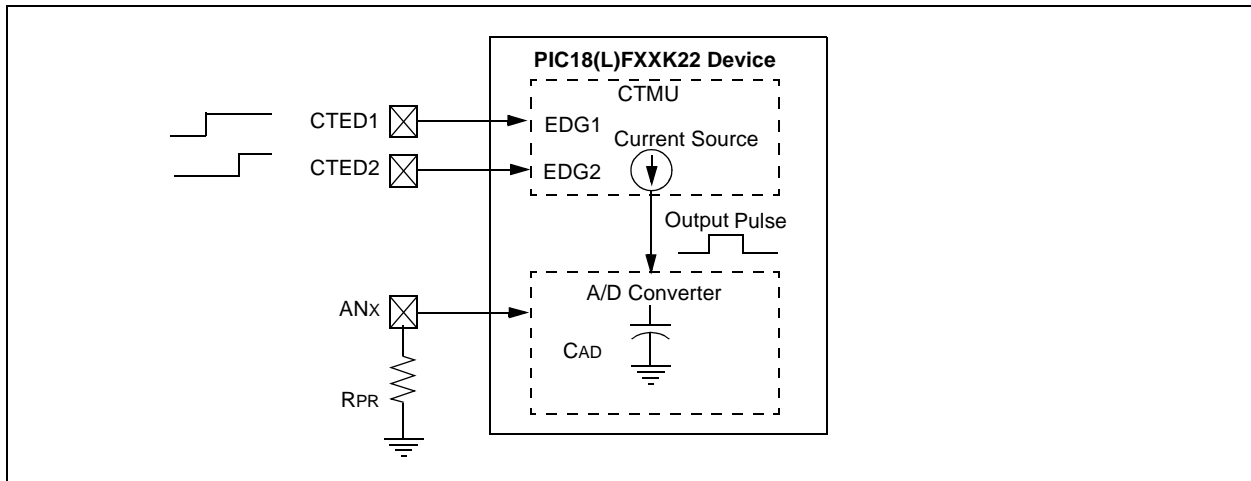 PIC18(L)FXXK22 Device
CTMU
CTED1
EDG1
Current Source
CTED2
EDG2
Output Pulse
A/D Converter
ANX
CAD
RPR